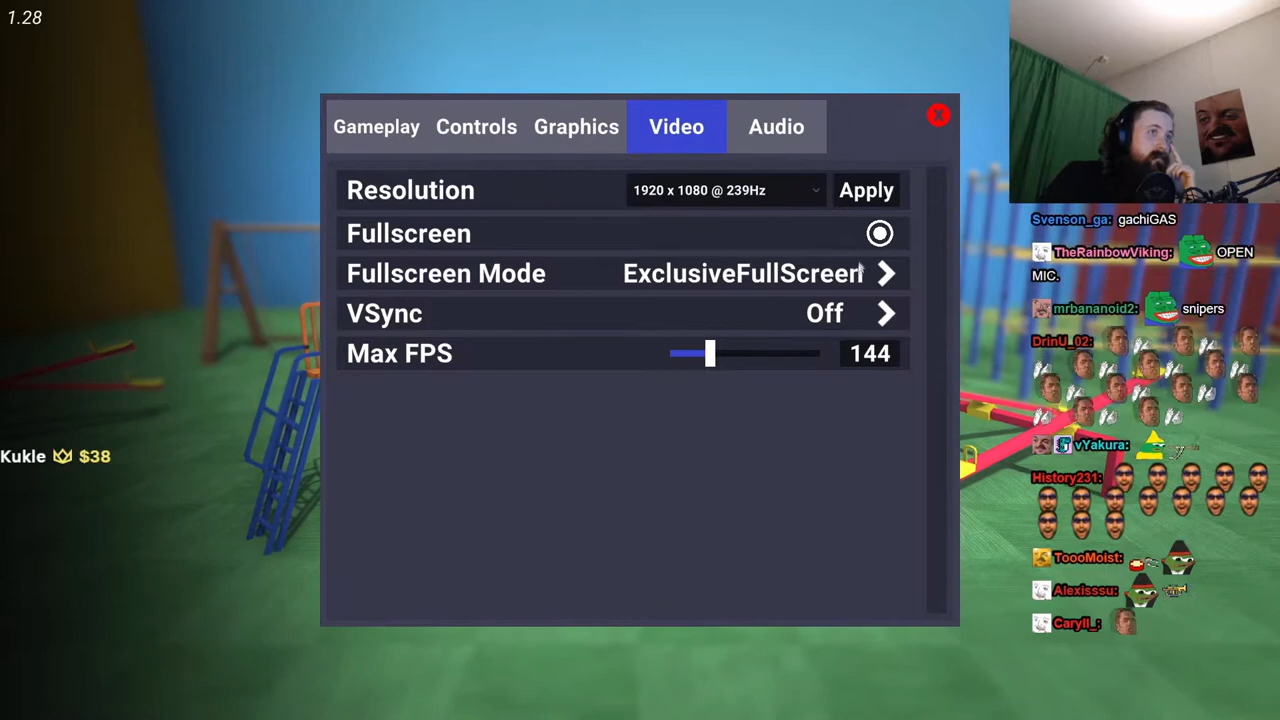 1.28
Gameplay Controls Graphics Video Audio
X
Resolution 1920 x 1080 @ 239Hz Apply
Fullscreen
Fullscreen Mode ExclusiveFullScreen
VSync Off
Max FPS 144
Kukle $38
Svenson_ga: gachiGAS
TheRainbowViking: OPEN
MIC.
mrbananoid2: snipers
DrinU_02:
vYakura:
History231:
ToooMoist:
Alexisssu:
Caryll_: